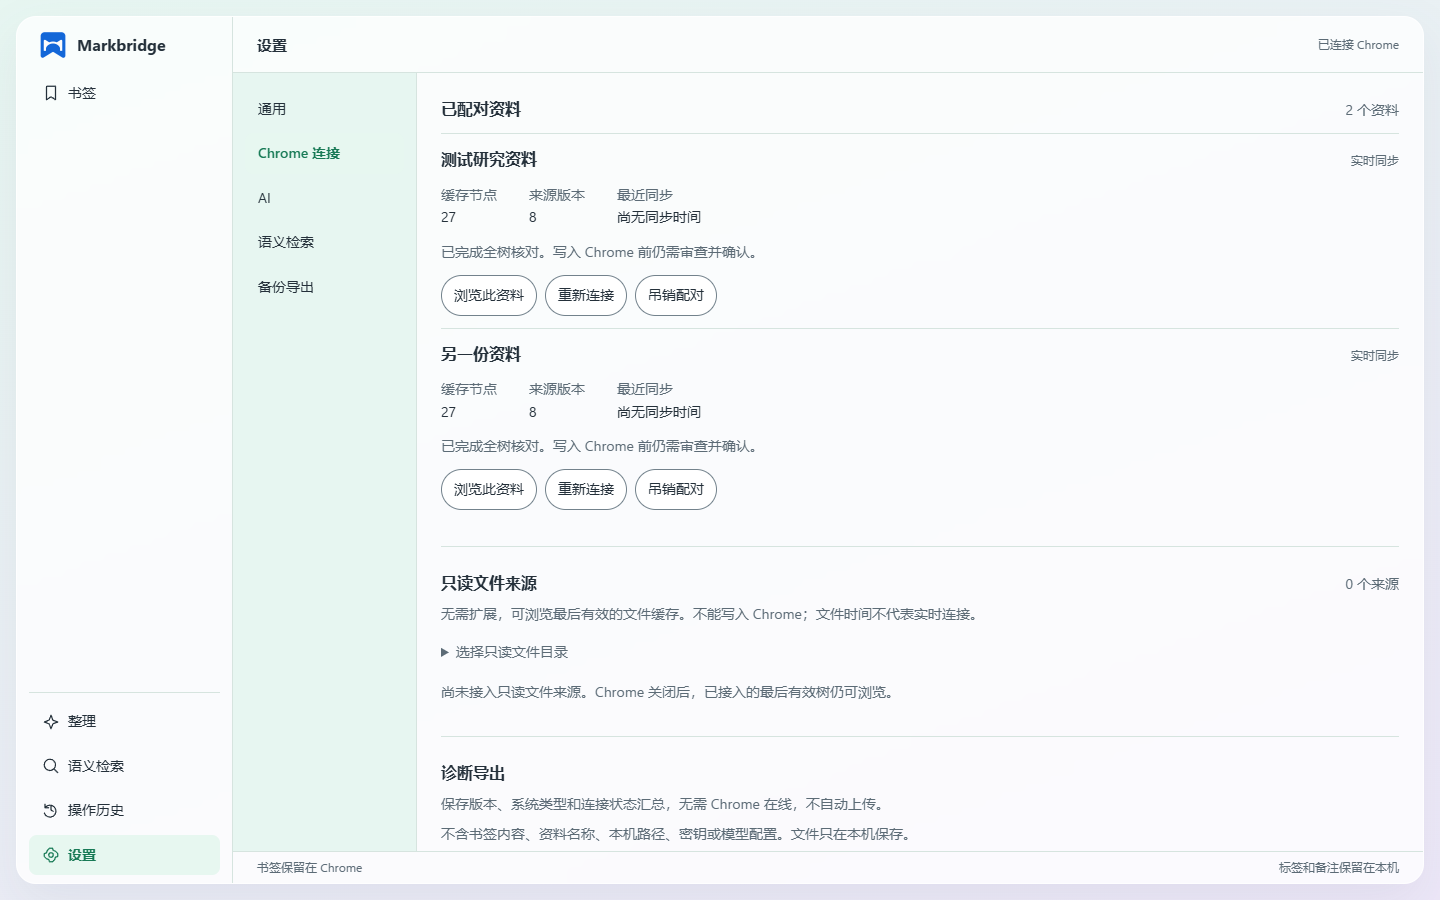 Markbridge
书签
整理
语义检索
操作历史
设置
设置
已连接 Chrome
通用
Chrome 连接
AI
语义检索
备份导出
已配对资料
2 个资料
测试研究资料
实时同步
缓存节点 来源版本 最近同步
27 8 尚无同步时间
已完成全树核对。写入 Chrome 前仍需审查并确认。
浏览此资料 重新连接 吊销配对
另一份资料
实时同步
缓存节点 来源版本 最近同步
27 8 尚无同步时间
已完成全树核对。写入 Chrome 前仍需审查并确认。
浏览此资料 重新连接 吊销配对
只读文件来源
0 个来源
无需扩展，可浏览最后有效的文件缓存。不能写入 Chrome；文件时间不代表实时连接。
选择只读文件目录
尚未接入只读文件来源。Chrome 关闭后，已接入的最后有效树仍可浏览。
诊断导出
保存版本、系统类型和连接状态汇总，无需 Chrome 在线，不自动上传。
不含书签内容、资料名称、本机路径、密钥或模型配置。文件只在本机保存。
书签保留在 Chrome
标签和备注保留在本机